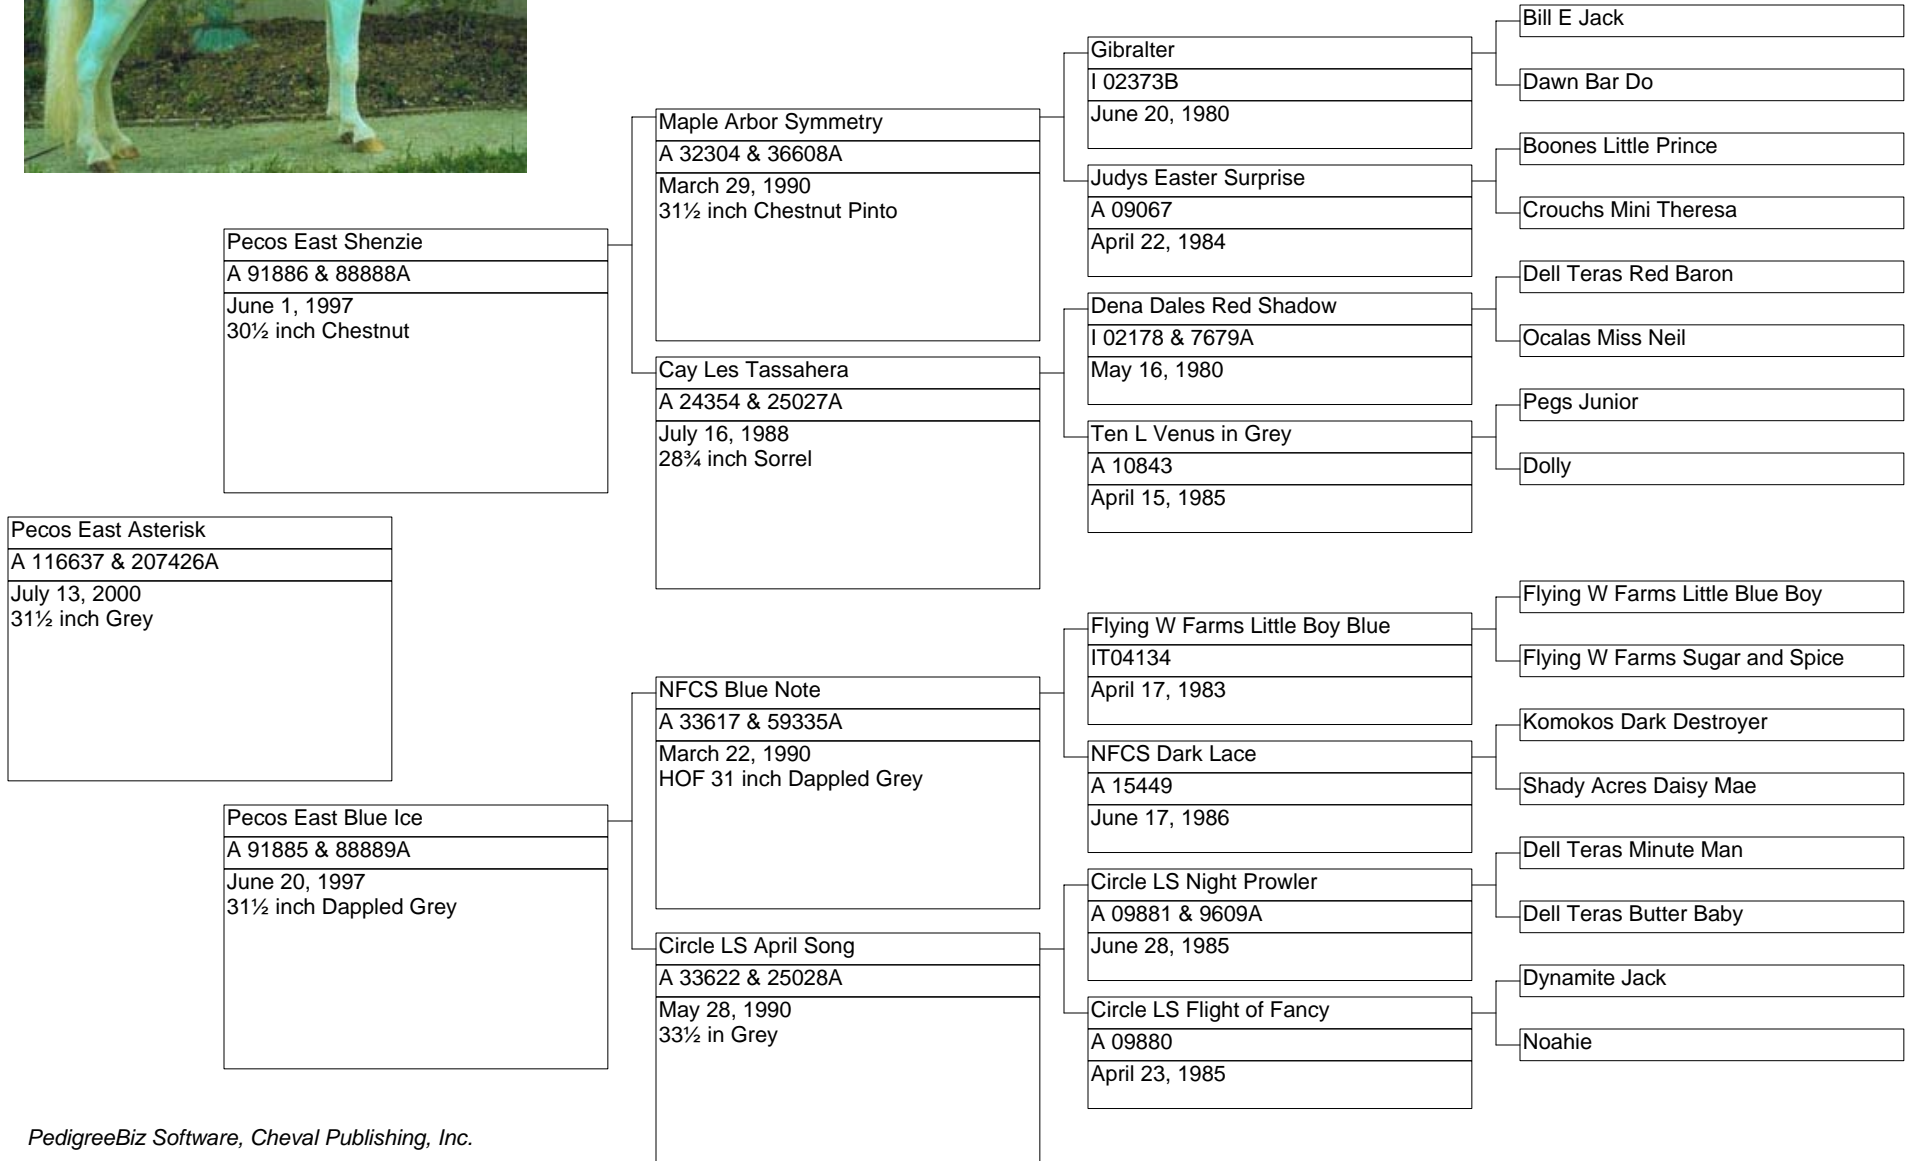 Bill E Jack
Gibralter
I 02373B
June 20, 1980
Dawn Bar Do
Maple Arbor Symmetry
A 32304 & 36608A
March 29, 1990
31½ inch Chestnut Pinto
Boones Little Prince
Judys Easter Surprise
A 09067
April 22, 1984
Crouchs Mini Theresa
Pecos East Shenzie
A 91886 & 88888A
June 1, 1997
30½ inch Chestnut
Dell Teras Red Baron
Dena Dales Red Shadow
I 02178 & 7679A
May 16, 1980
Ocalas Miss Neil
Cay Les Tassahera
A 24354 & 25027A
July 16, 1988
28¾ inch Sorrel
Pegs Junior
Ten L Venus in Grey
A 10843
April 15, 1985
Dolly
Pecos East Asterisk
A 116637 & 207426A
July 13, 2000
31½ inch Grey
Flying W Farms Little Blue Boy
Flying W Farms Little Boy Blue
IT04134
April 17, 1983
Flying W Farms Sugar and Spice
NFCS Blue Note
A 33617 & 59335A
March 22, 1990
HOF 31 inch Dappled Grey
Komokos Dark Destroyer
NFCS Dark Lace
A 15449
June 17, 1986
Shady Acres Daisy Mae
Pecos East Blue Ice
A 91885 & 88889A
June 20, 1997
31½ inch Dappled Grey
Dell Teras Minute Man
Circle LS Night Prowler
A 09881 & 9609A
June 28, 1985
Dell Teras Butter Baby
Circle LS April Song
A 33622 & 25028A
May 28, 1990
33½ in Grey
Dynamite Jack
Circle LS Flight of Fancy
A 09880
April 23, 1985
Noahie
PedigreeBiz Software, Cheval Publishing, Inc.